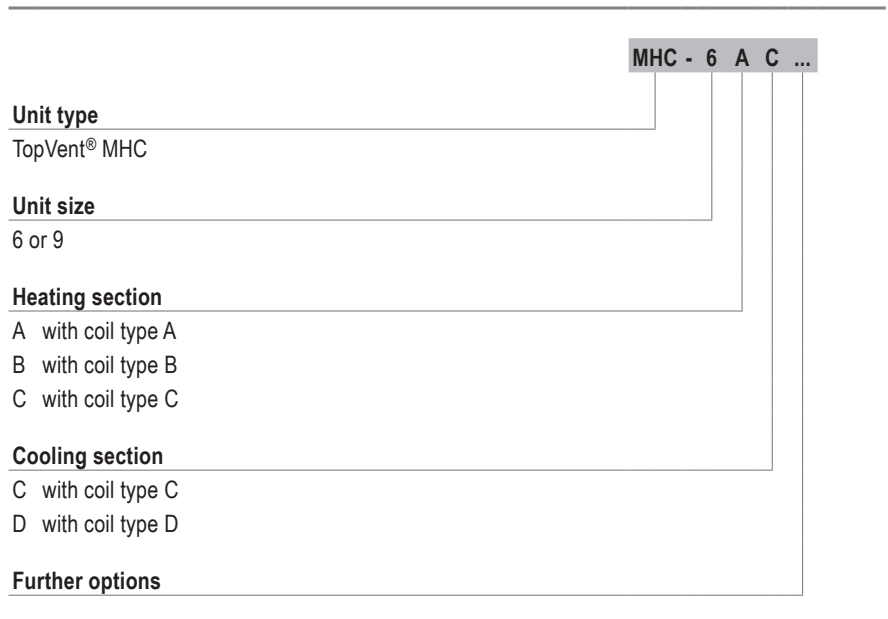 MHC - 6 A C ...
Unit type
TopVent® MHC
Unit size
6 or 9
Heating section
A with coil type A
B with coil type B
C with coil type C
Cooling section
C with coil type C
D with coil type D
Further options